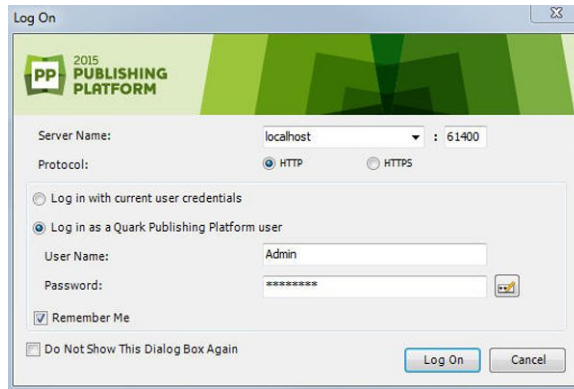 Log On
PP
2015
PUBLISHING
PLATFORM
Server Name: localhost : 61400
Protocol: HTTP HTTPS
Log in with current user credentials
Log in as a Quark Publishing Platform user
User Name: Admin
Password: ********
Remember Me
Do Not Show This Dialog Box Again
Log On Cancel